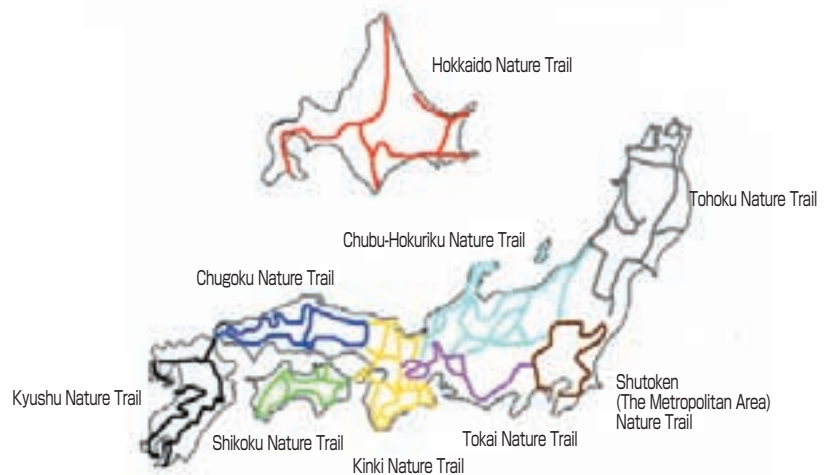 Hokkaido Nature Trail
Tohoku Nature Trail
Chubu-Hokuriku Nature Trail
Chugoku Nature Trail
Kyushu Nature Trail
Shutoken
(The Metropolitan Area)
Nature Trail
Shikoku Nature Trail
Tokai Nature Trail
Kinki Nature Trail